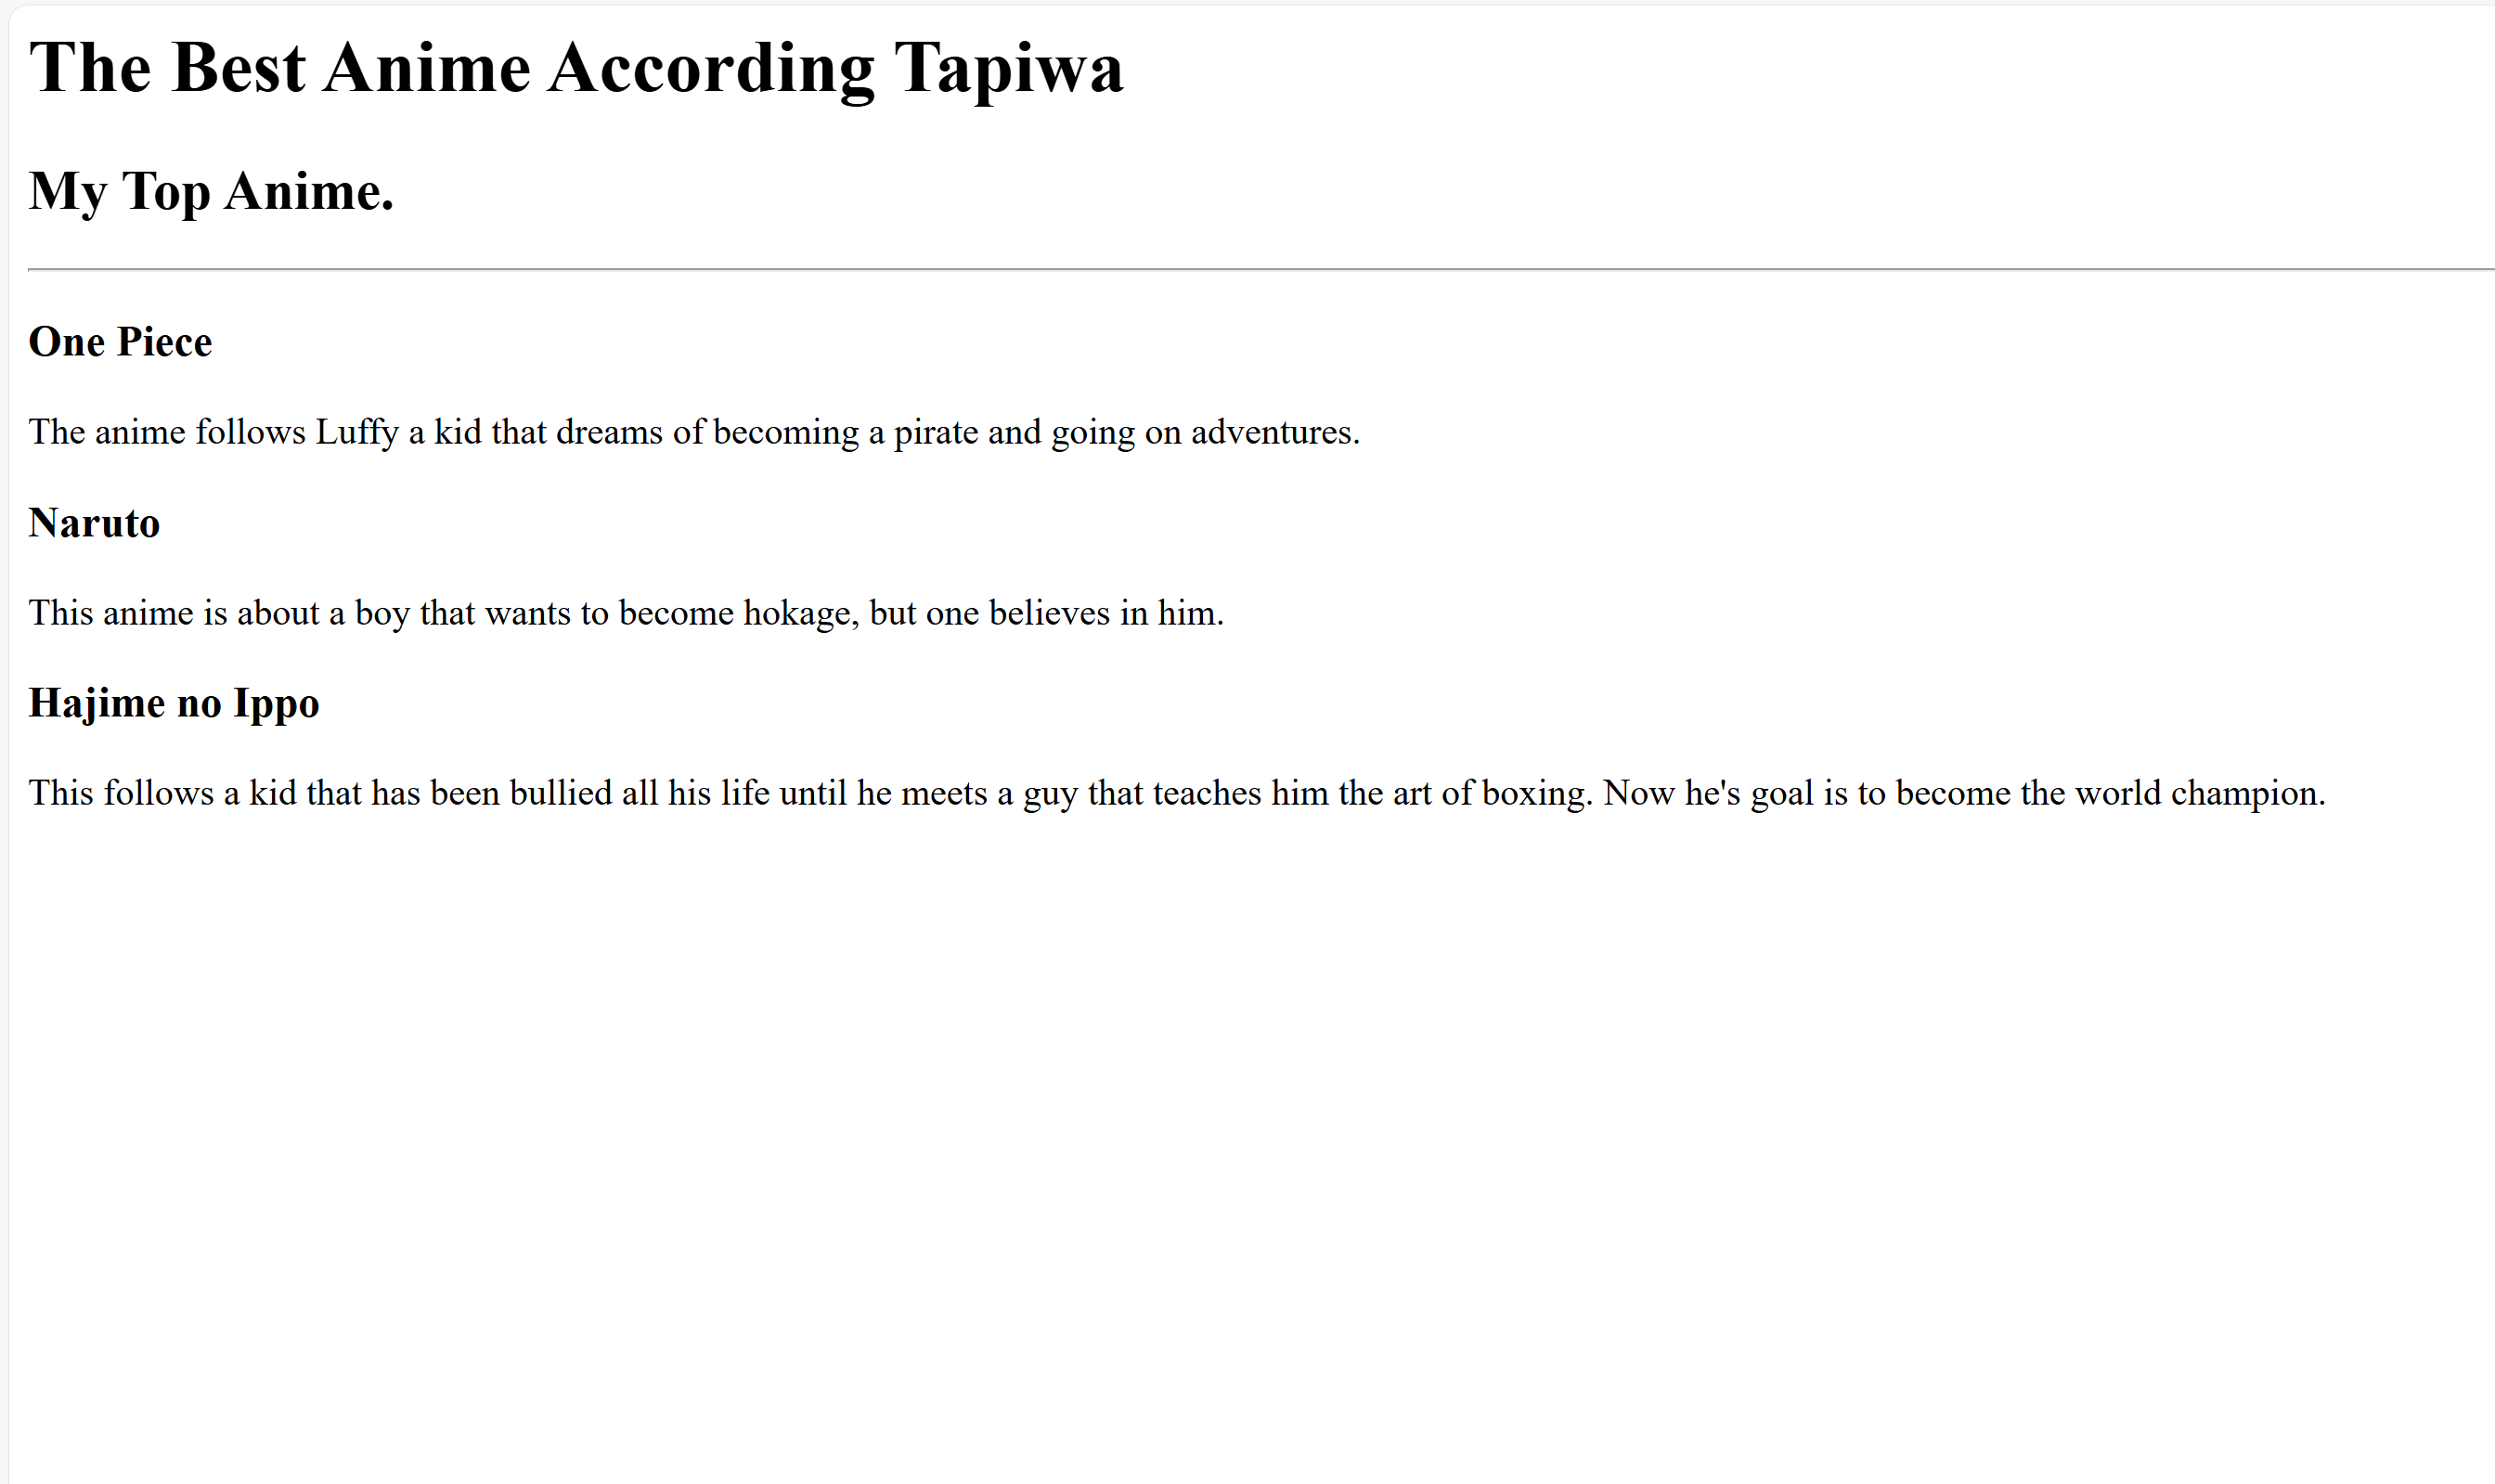 The Best Anime According Tapiwa
My Top Anime.
One Piece
The anime follows Luffy a kid that dreams of becoming a pirate and going on adventures.
Naruto
This anime is about a boy that wants to become hokage, but one believes in him.
Hajime no Ippo
This follows a kid that has been bullied all his life until he meets a guy that teaches him the art of boxing. Now he's goal is to become the world champion.